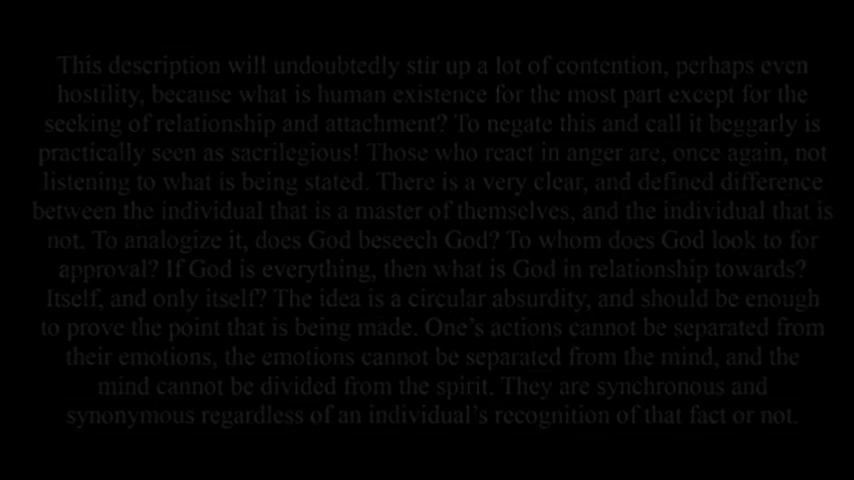 This description will undoubtedly stir up a lot of contention, perhaps even
hostility, because what is human existence for the most part except for the
seeking of relationship and attachment? To negate this and call it beggarly is
practically seen as sacrilegious! Those who react in anger are, once again, not
listening to what is being stated. There is a very clear, and defined difference
between the individual that is a master of themselves, and the individual that is
not. To analogize it, does God beseech God? To whom does God look to for
approval? If God is everything, then what is God in relationship towards?
Itself, and only itself? The idea is a circular absurdity, and should be enough
to prove the point that is being made. One's actions cannot be separated from
their emotions, the emotions cannot be separated from the mind, and the
mind cannot be divided from the spirit. They are synchronous and
synonymous regardless of an individual's recognition of that fact or not.